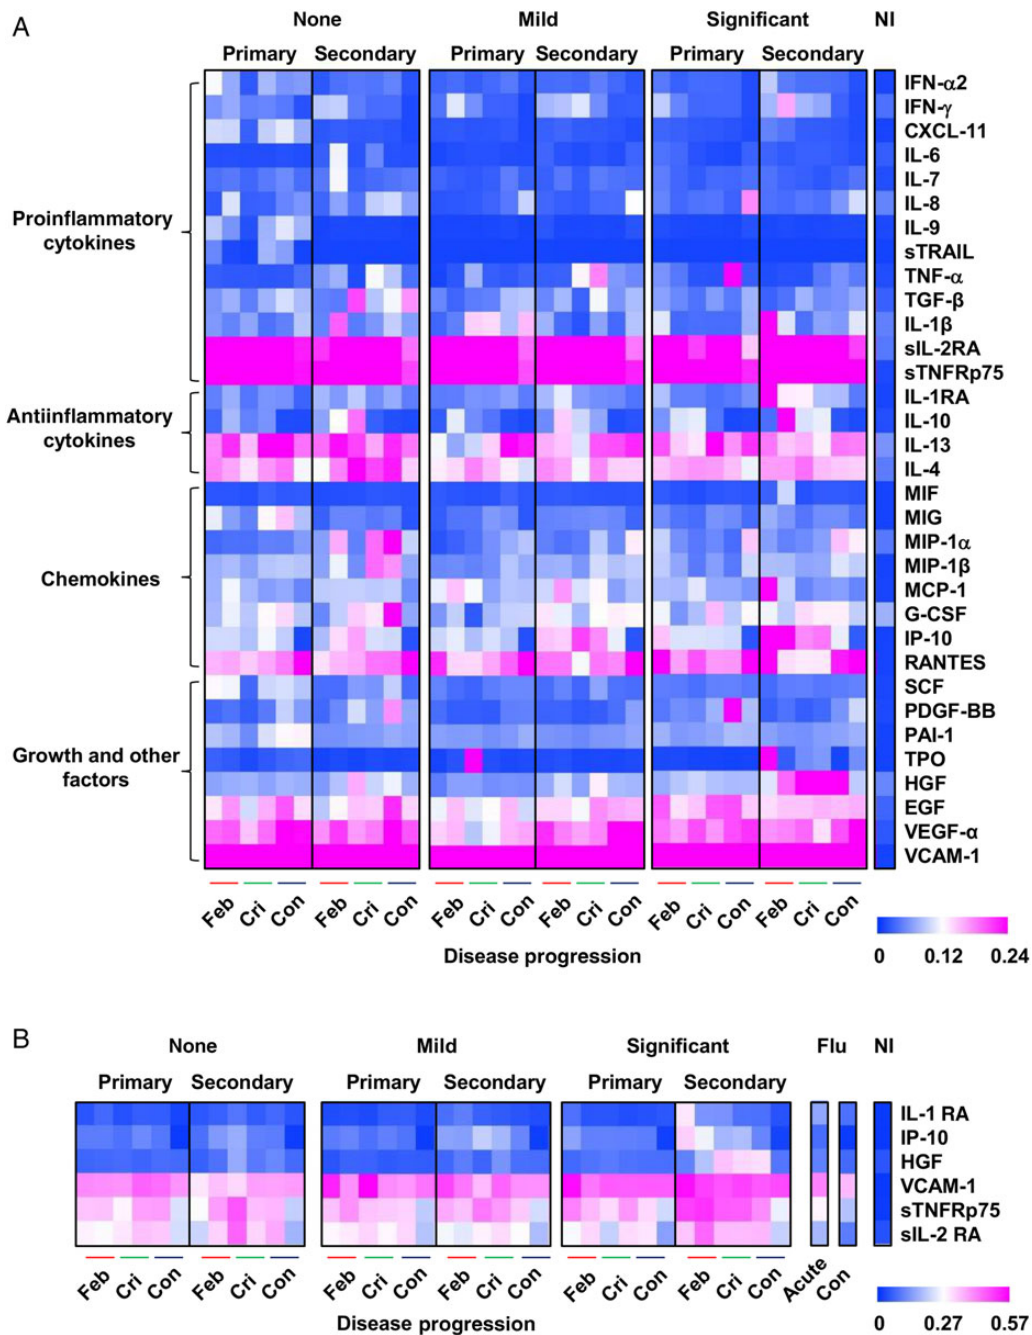 A
None Mild Significant NI
Primary Secondary Primary Secondary Primary Secondary
Proinflammatory
cytokines
Antiinflammatory
cytokines
Chemokines
Growth and other
factors
IFN-α2
IFN-γ
CXCL-11
IL-6
IL-7
IL-8
IL-9
sTRAIL
TNF-α
TGF-β
IL-1β
sIL-2RA
sTNFRp75
IL-1RA
IL-10
IL-13
IL-4
MIF
MIG
MIP-1α
MIP-1β
MCP-1
G-CSF
IP-10
RANTES
SCF
PDGF-BB
PAI-1
TPO
HGF
EGF
VEGF-α
VCAM-1
Feb Cri Con Feb Cri Con Feb Cri Con Feb Cri Con Feb Cri Con Feb Cri Con
Disease progression
0 0.12 0.24
B
None Mild Significant Flu NI
Primary Secondary Primary Secondary Primary Secondary
IL-1 RA
IP-10
HGF
VCAM-1
sTNFRp75
sIL-2 RA
Feb Cri Con Feb Cri Con Feb Cri Con Feb Cri Con Feb Cri Con Feb Cri Con Acute Con
Disease progression
0 0.27 0.57